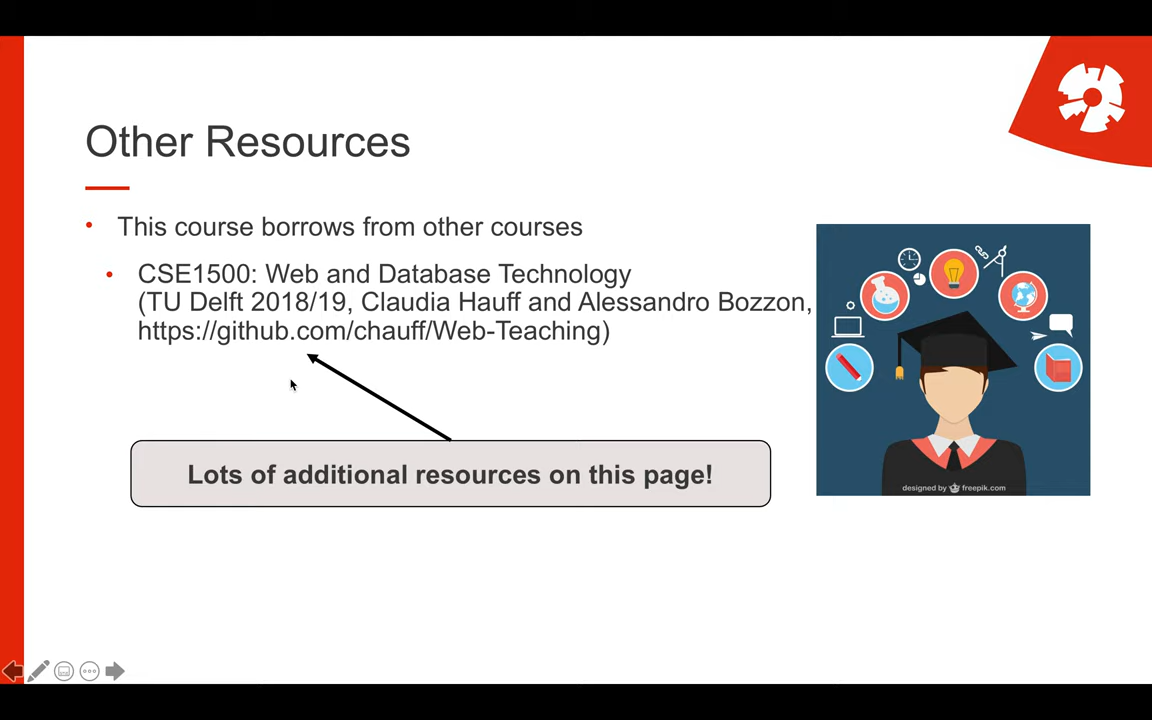 Other Resources
This course borrows from other courses
CSE1500: Web and Database Technology
(TU Delft 2018/19, Claudia Hauff and Alessandro Bozzon,
https://github.com/chauff/Web-Teaching)
Lots of additional resources on this page!
designed by freepik.com